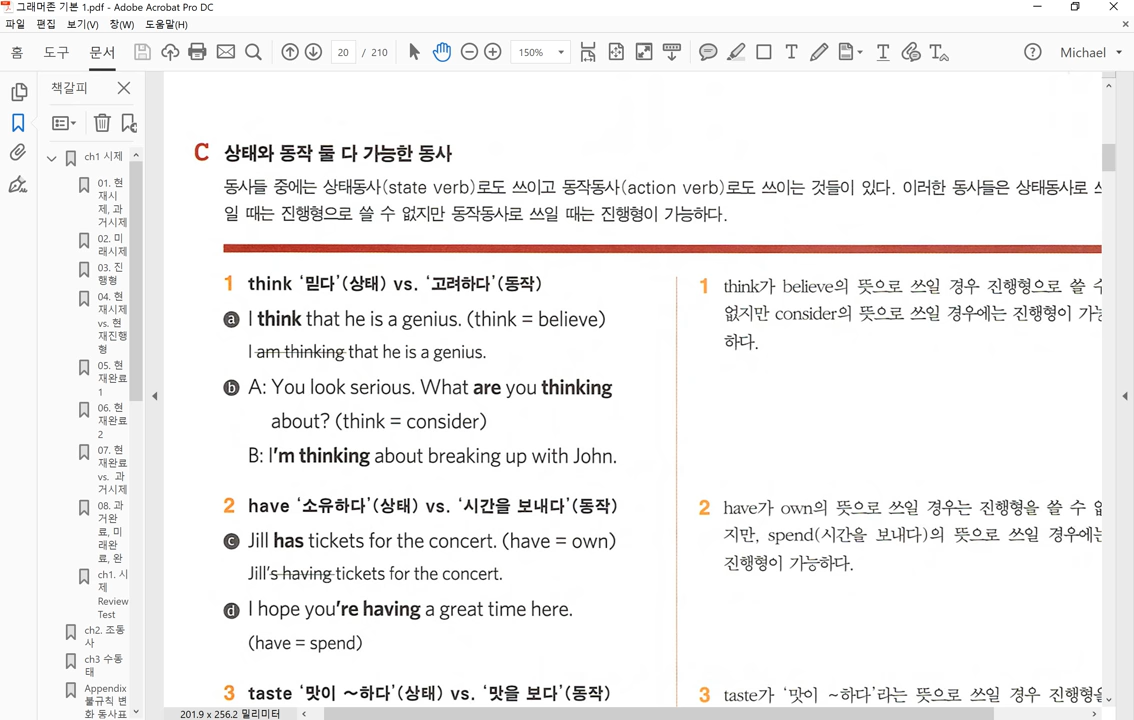 그래머존 기본 1.pdf - Adobe Acrobat Pro DC
파일 편집 보기(V) 창(W) 도움말(H)
홈 도구 문서 20 / 210 150% Michael
책갈피
ch1 시제
01. 현
재시
제, 과
거시제
02. 미
래시제
03. 진
행형
04. 현
재시제
vs. 현
재진행
형
05. 현
재완료
1
06. 현
재완료
2
07. 현
재완료
vs. 과
거시제
08. 과
거완
료, 미
래완
료, 완
ch1. 시
제
Review
Test
ch2. 조동
사
ch3 수동
태
Appendix
불규칙 변
화 동사표
C 상태와 동작 둘 다 가능한 동사
동사들 중에는 상태동사(state verb)로도 쓰이고 동작동사(action verb)로도 쓰이는 것들이 있다. 이러한 동사들은 상태동사로
일 때는 진행형으로 쓸 수 없지만 동작동사로 쓰일 때는 진행형이 가능하다.
1 think ‘믿다’(상태) vs. ‘고려하다’(동작)
a I think that he is a genius. (think = believe)
I am thinking that he is a genius.
b A: You look serious. What are you thinking
about? (think = consider)
B: I'm thinking about breaking up with John.
2 have ‘소유하다’(상태) vs. ‘시간을 보내다’(동작)
c Jill has tickets for the concert. (have = own)
Jill's having tickets for the concert.
d I hope you're having a great time here.
(have = spend)
3 taste ‘맛이 ~하다’(상태) vs. ‘맛을 보다’(동작)
1 think가 believe의 뜻으로 쓰일 경우 진행형으로 쓸
없지만 consider의 뜻으로 쓰일 경우에는 진행형이
하다.
2 have가 own의 뜻으로 쓰일 경우는 진행형을 쓸 수
지만, spend(시간을 보내다)의 뜻으로 쓰일 경우에는
진행형이 가능하다.
3 taste가 ‘맛이 ~하다’라는 뜻으로 쓰일 경우 진행형을
201.9 x 256.2 밀리미터